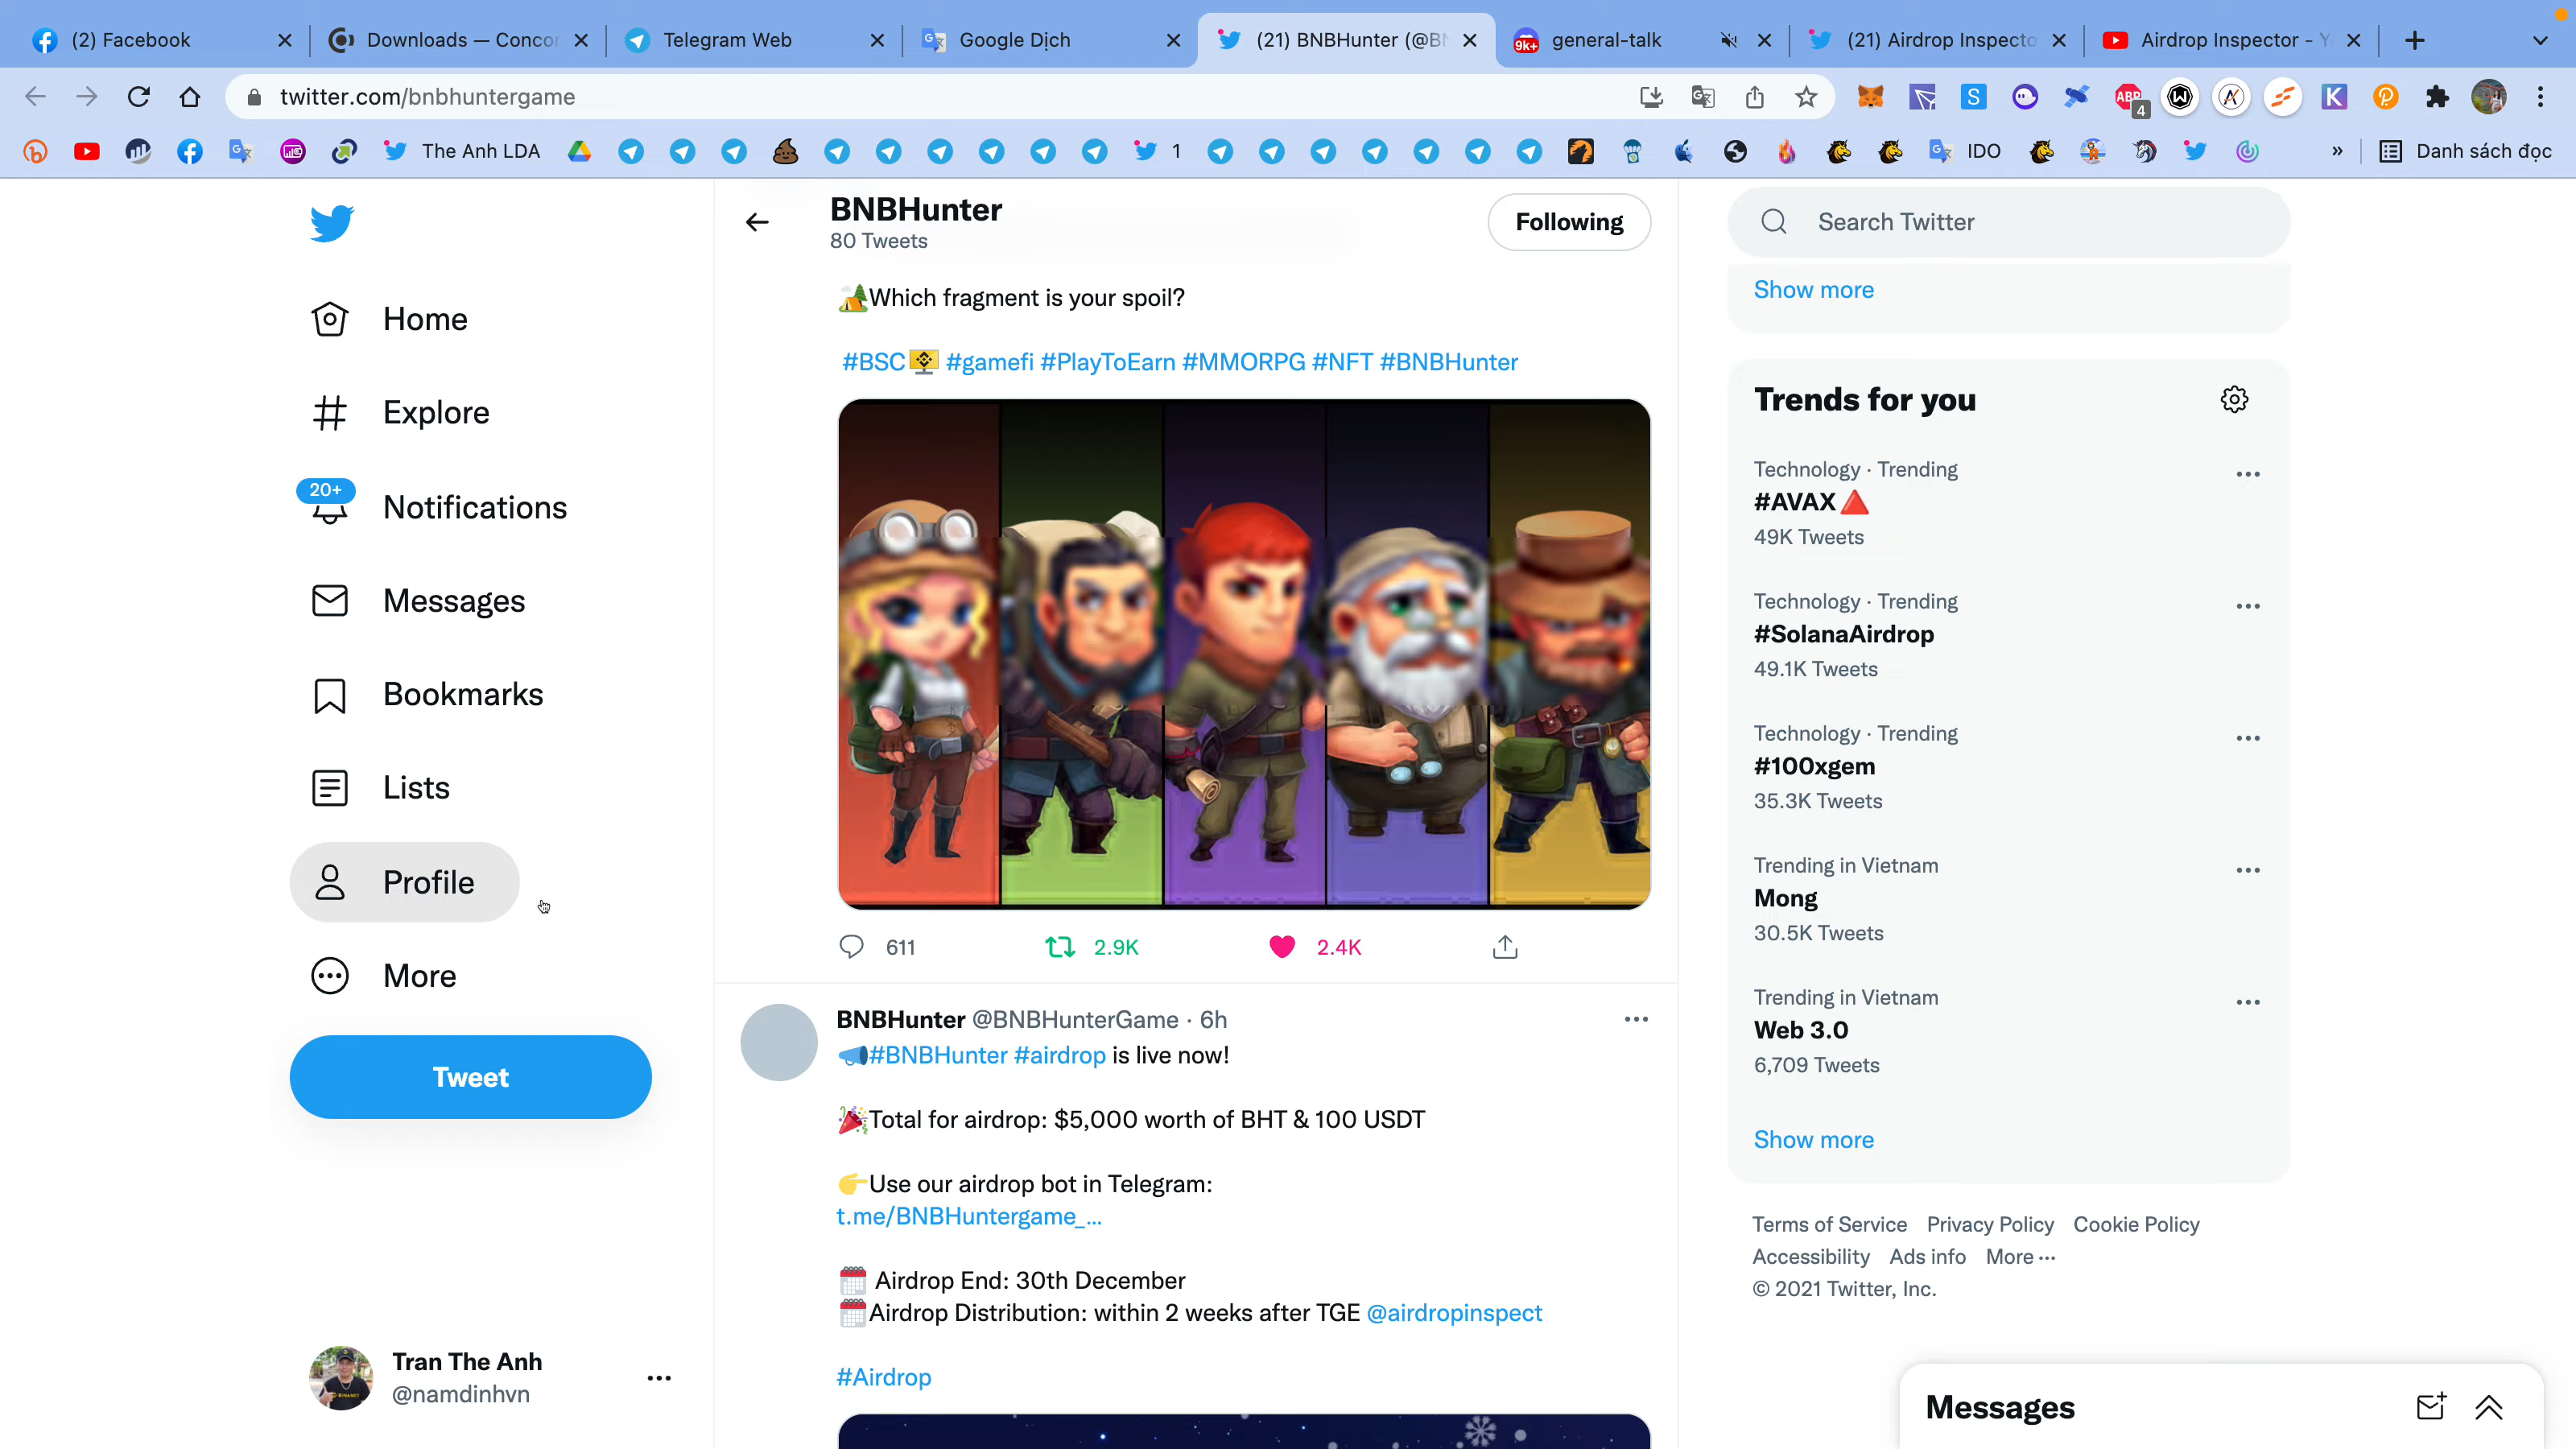 (2) Facebook
Downloads — Concor
Telegram Web
Google Dịch
(21) BNBHunter (@BN
9k+
general-talk
(21) Airdrop Inspecto
Airdrop Inspector - Y
twitter.com/bnbhuntergame
ABP
4
The Anh LDA
1
IDO
»
Danh sách đọc
BNBHunter
80 Tweets
Following
Search Twitter
Home
Explore
20+
Notifications
Messages
Bookmarks
Lists
Profile
More
Tweet
Tran The Anh
@namdinhvn
Which fragment is your spoil?
#BSC #gamefi #PlayToEarn #MMORPG #NFT #BNBHunter
611
2.9K
2.4K
BNBHunter @BNBHunterGame · 6h
#BNBHunter #airdrop is live now!
Total for airdrop: $5,000 worth of BHT & 100 USDT
Use our airdrop bot in Telegram:
t.me/BNBHuntergame_...
Airdrop End: 30th December
Airdrop Distribution: within 2 weeks after TGE @airdropinspect
#Airdrop
Show more
Trends for you
Technology · Trending
#AVAX
49K Tweets
Technology · Trending
#SolanaAirdrop
49.1K Tweets
Technology · Trending
#100xgem
35.3K Tweets
Trending in Vietnam
Mong
30.5K Tweets
Trending in Vietnam
Web 3.0
6,709 Tweets
Show more
Terms of Service Privacy Policy Cookie Policy
Accessibility Ads info More ···
© 2021 Twitter, Inc.
Messages